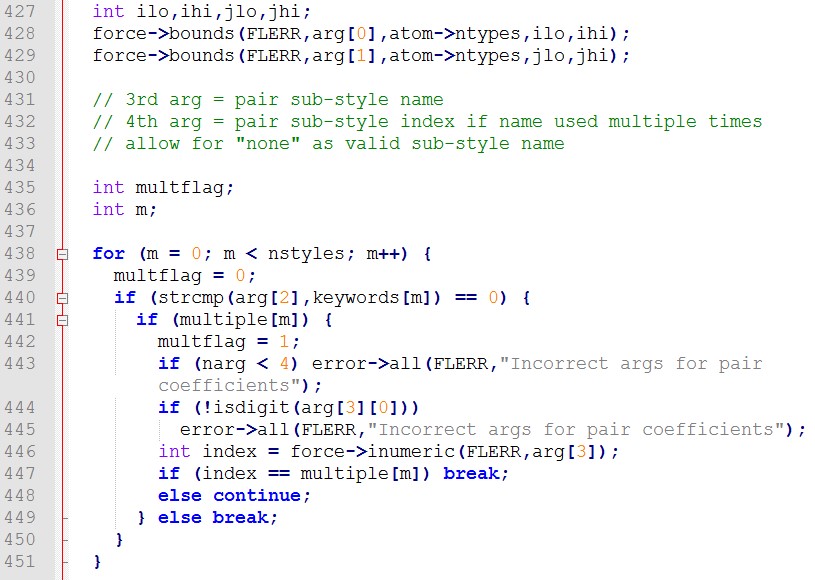 427 int ilo,ihi,jlo,jhi;
428 force->bounds(FLERR,arg[0],atom->ntypes,ilo,ihi);
429 force->bounds(FLERR,arg[1],atom->ntypes,jlo,jhi);
430
431 // 3rd arg = pair sub-style name
432 // 4th arg = pair sub-style index if name used multiple times
433 // allow for "none" as valid sub-style name
434
435 int multflag;
436 int m;
437
438 for (m = 0; m < nstyles; m++) {
439 multflag = 0;
440 if (strcmp(arg[2],keywords[m]) == 0) {
441 if (multiple[m]) {
442 multflag = 1;
443 if (narg < 4) error->all(FLERR,"Incorrect args for pair
coefficients");
444 if (!isdigit(arg[3][0]))
445 error->all(FLERR,"Incorrect args for pair coefficients");
446 int index = force->inumeric(FLERR,arg[3]);
447 if (index == multiple[m]) break;
448 else continue;
449 } else break;
450 }
451 }